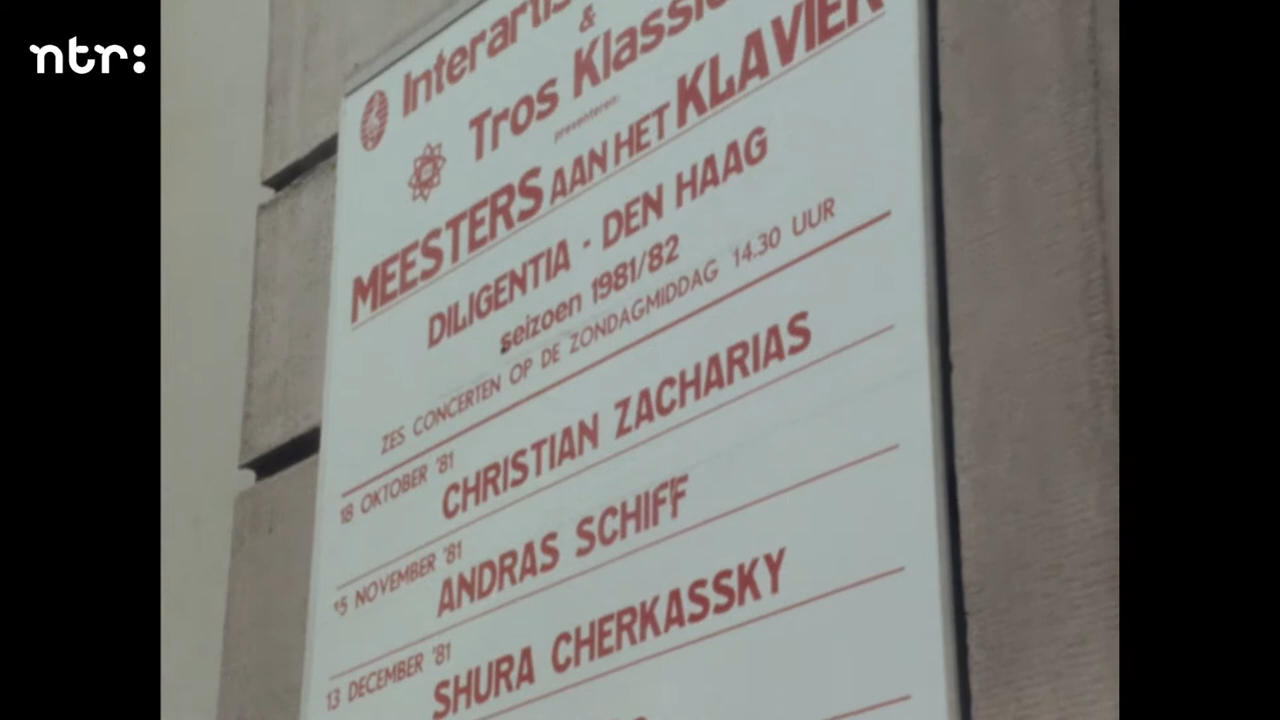 ntr:
Interartis
&
Tros Klassiek
presenteren:
MEESTERS AAN HET KLAVIER
DILIGENTIA - DEN HAAG
seizoen 1981/82
ZES CONCERTEN OP DE ZONDAGMIDDAG 14.30 UUR
18 OKTOBER '81
CHRISTIAN ZACHARIAS
15 NOVEMBER '81
ANDRAS SCHIFF
13 DECEMBER '81
SHURA CHERKASSKY